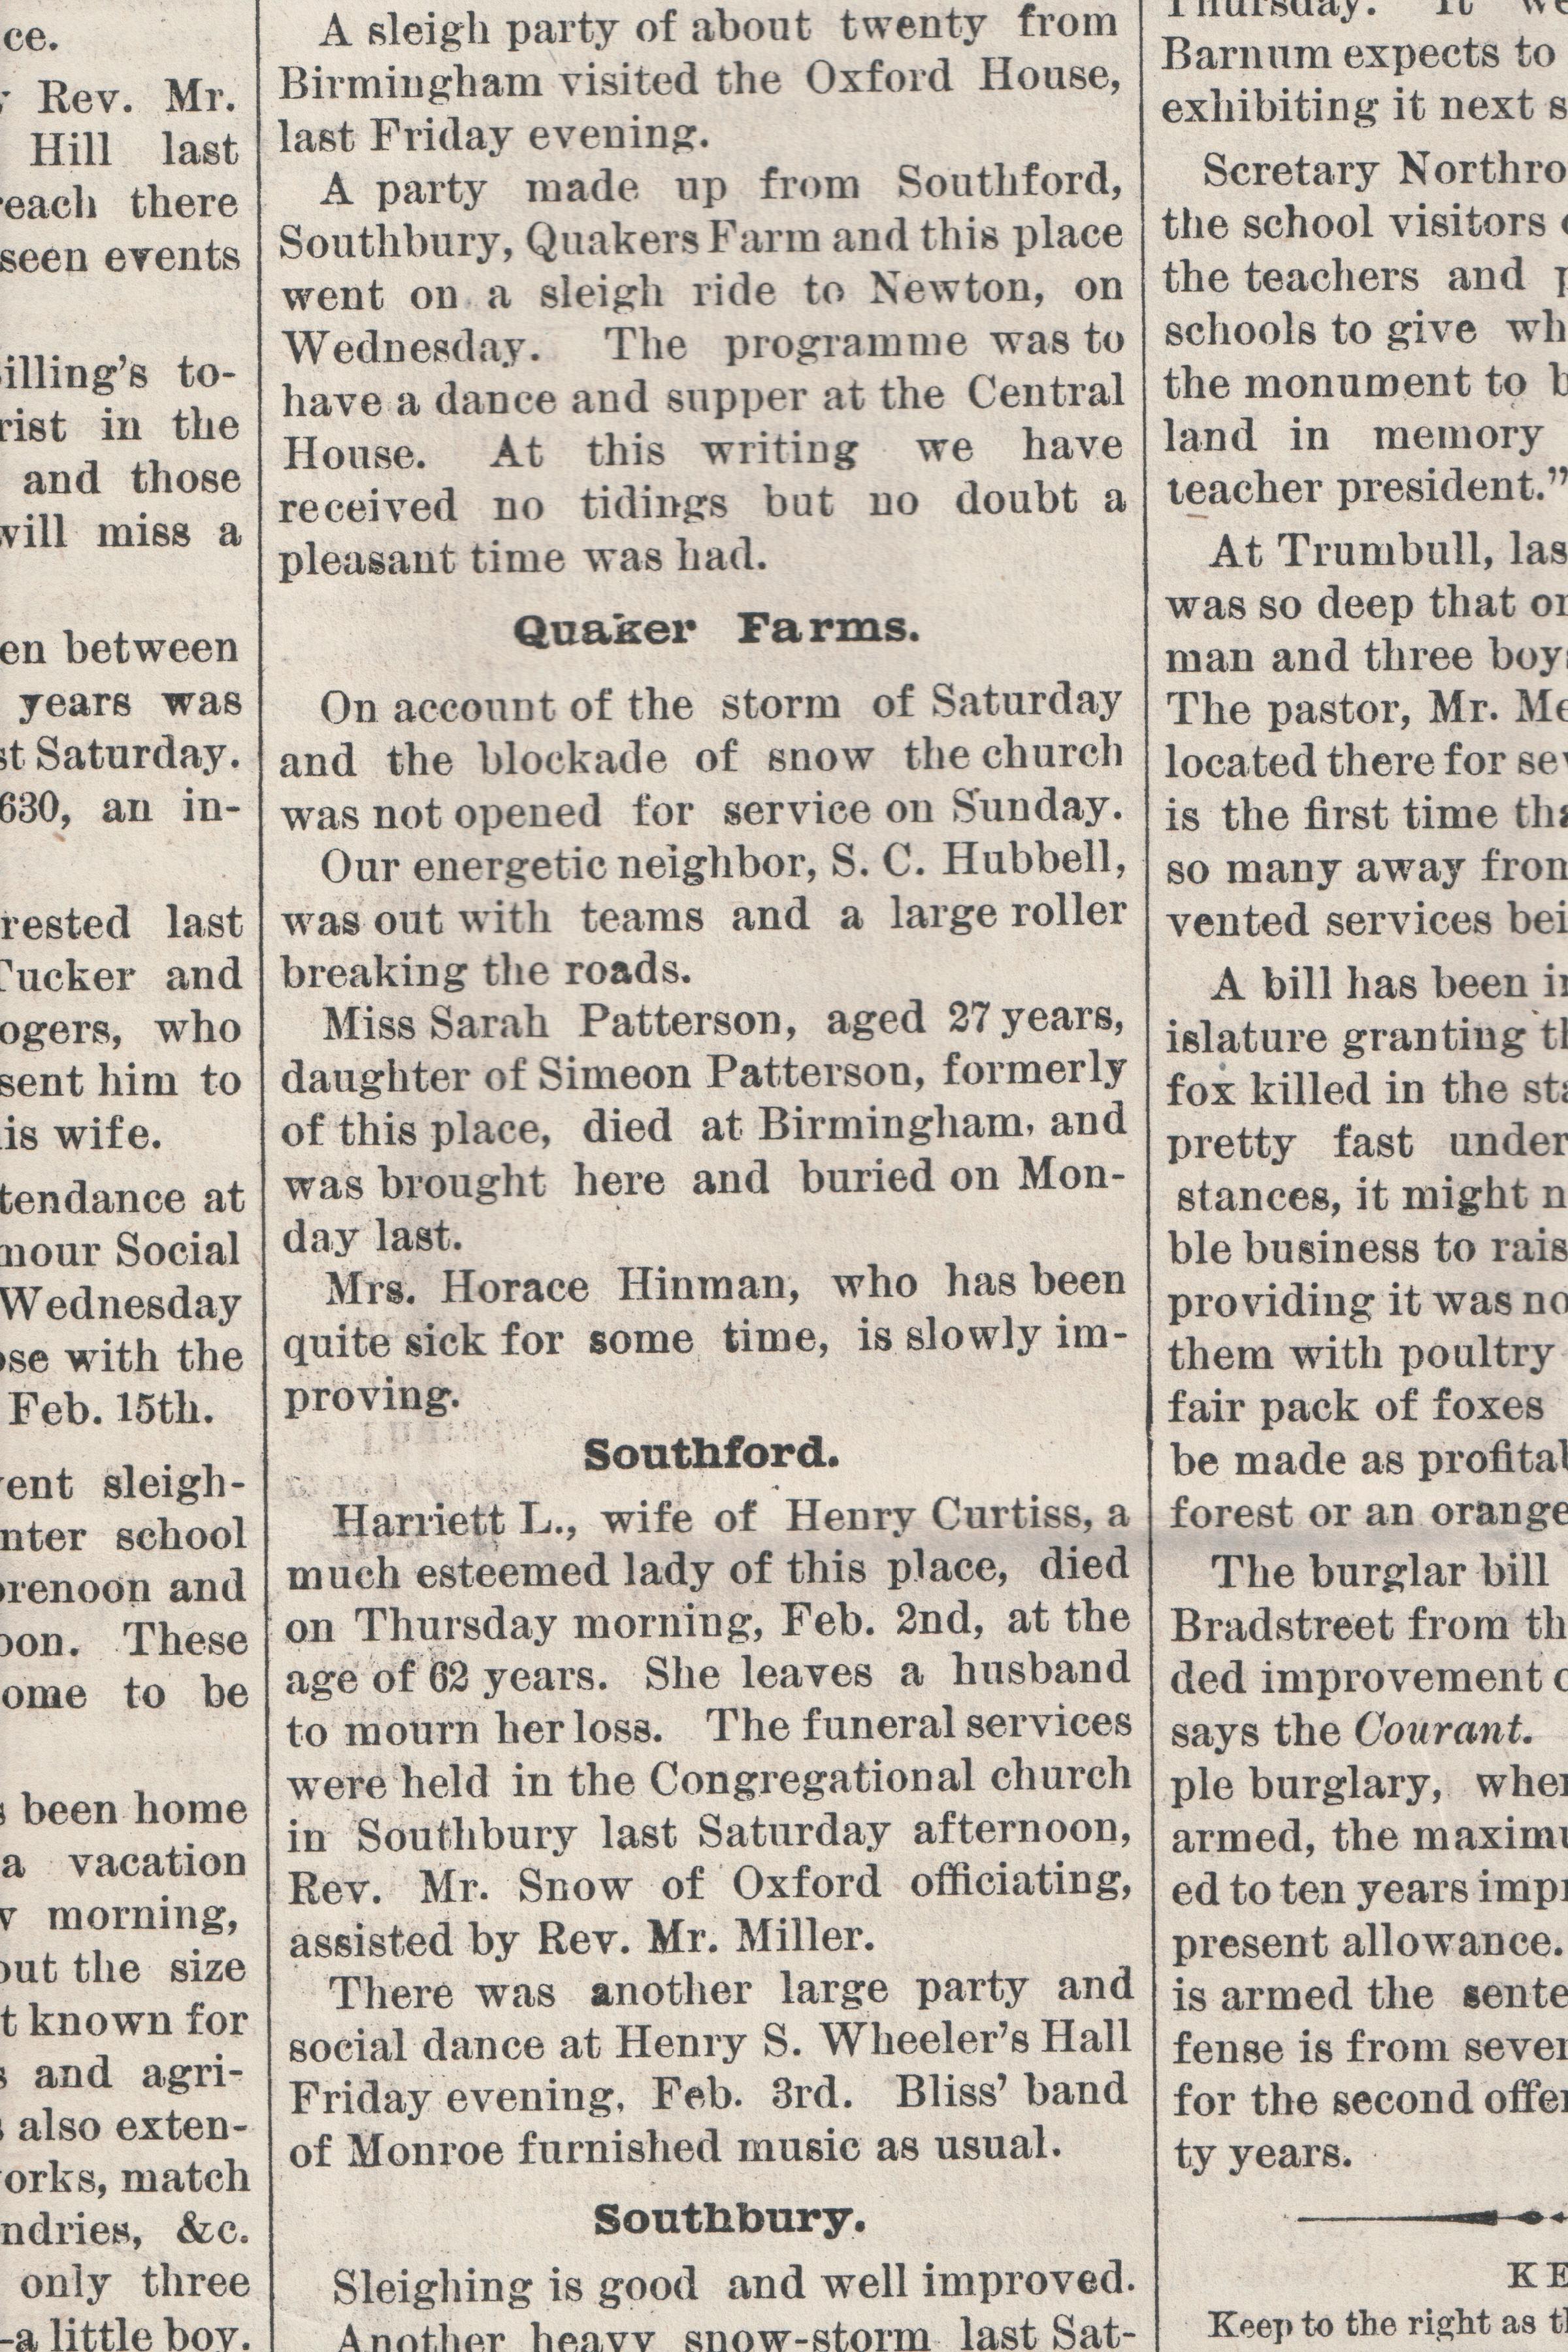 ce.
Rev. Mr.
Hill last
reach there
seen events
illing's to-
rist in the
and those
will miss a
en between
years was
st Saturday.
630, an in-
rested last
Tucker and
ogers, who
sent him to
is wife.
tendance at
mour Social
Wednesday
ose with the
Feb. 15th.
vent sleigh-
nter school
orenoon and
oon. These
ome to be
s been home
a vacation
morning,
out the size
t known for
s and agri-
s also exten-
works, match
ndries, &c.
only three
-a little boy.
A sleigh party of about twenty from
Birmingham visited the Oxford House,
last Friday evening.
A party made up from Southford,
Southbury, Quakers Farm and this place
went on a sleigh ride to Newton, on
Wednesday. The programme was to
have a dance and supper at the Central
House. At this writing we have
received no tidings but no doubt a
pleasant time was had.
Quaker Farms.
On account of the storm of Saturday
and the blockade of snow the church
was not opened for service on Sunday.
Our energetic neighbor, S. C. Hubbell,
was out with teams and a large roller
breaking the roads.
Miss Sarah Patterson, aged 27 years,
daughter of Simeon Patterson, formerly
of this place, died at Birmingham, and
was brought here and buried on Mon-
day last.
Mrs. Horace Hinman, who has been
quite sick for some time, is slowly im-
proving.
Southford.
Harriett L., wife of Henry Curtiss, a
much esteemed lady of this place, died
on Thursday morning, Feb. 2nd, at the
age of 62 years. She leaves a husband
to mourn her loss. The funeral services
were held in the Congregational church
in Southbury last Saturday afternoon,
Rev. Mr. Snow of Oxford officiating,
assisted by Rev. Mr. Miller.
There was another large party and
social dance at Henry S. Wheeler's Hall
Friday evening, Feb. 3rd. Bliss' band
of Monroe furnished music as usual.
Southbury.
Sleighing is good and well improved.
Another heavy snow-storm last Sat-
Thursday. It we
Barnum expects to
exhibiting it next s
Scretary Northro
the school visitors
the teachers and p
schools to give wh
the monument to b
land in memory
teacher president."
At Trumbull, las
was so deep that on
man and three boys
The pastor, Mr. Me
located there for sev
is the first time tha
so many away from
vented services bei
A bill has been in
islature granting th
fox killed in the sta
pretty fast under
stances, it might n
ble business to rais
providing it was no
them with poultry
fair pack of foxes
be made as profitab
forest or an orange
The burglar bill
Bradstreet from th
ded improvement o
says the Courant.
ple burglary, when
armed, the maximu
ed to ten years impr
present allowance.
is armed the sente
fense is from seven
for the second offen
ty years.
KE
Keep to the right as th